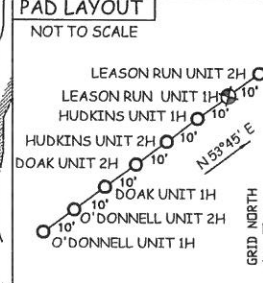 PAD LAYOUT
NOT TO SCALE
LEASON RUN UNIT 2H
10'
LEASON RUN UNIT 1H
10'
HUDKINS UNIT 1H
10'
HUDKINS UNIT 2H
10'
DOAK UNIT 2H
10'
DOAK UNIT 1H
10'
O'DONNELL UNIT 2H
10'
O'DONNELL UNIT 1H
N 53°45' E
GRID NORTH